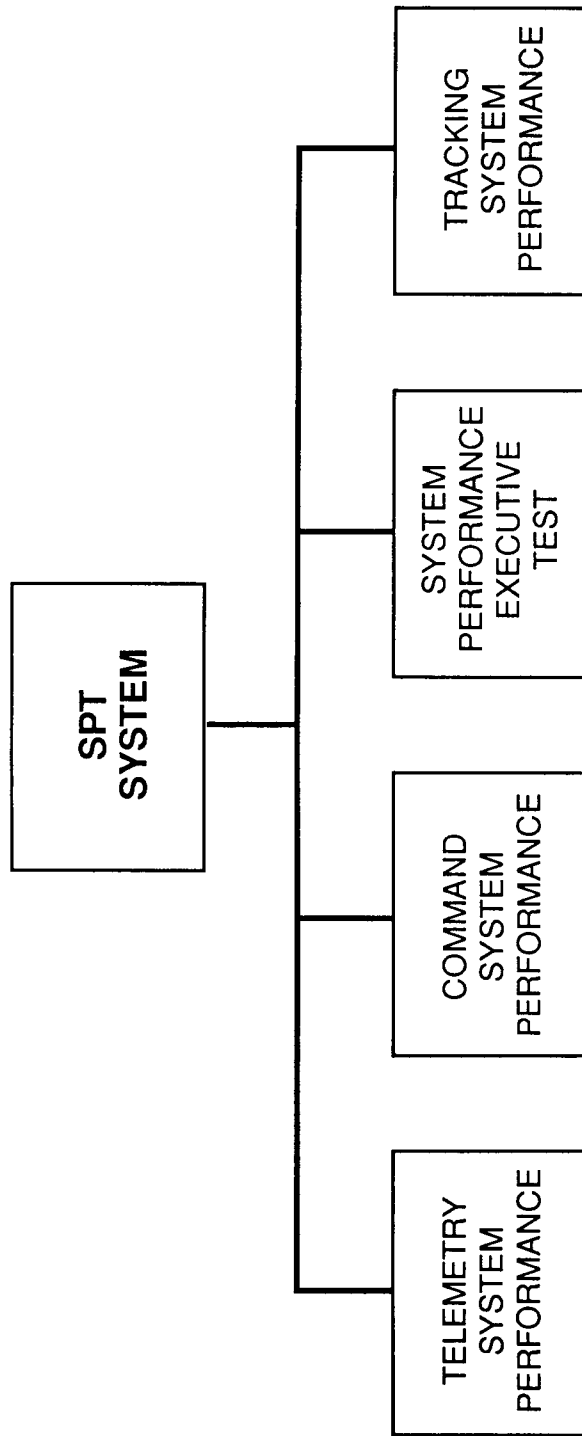 SPT
SYSTEM
TELEMETRY
SYSTEM
PERFORMANCE
COMMAND
SYSTEM
PERFORMANCE
SYSTEM
PERFORMANCE
EXECUTIVE
TEST
TRACKING
SYSTEM
PERFORMANCE